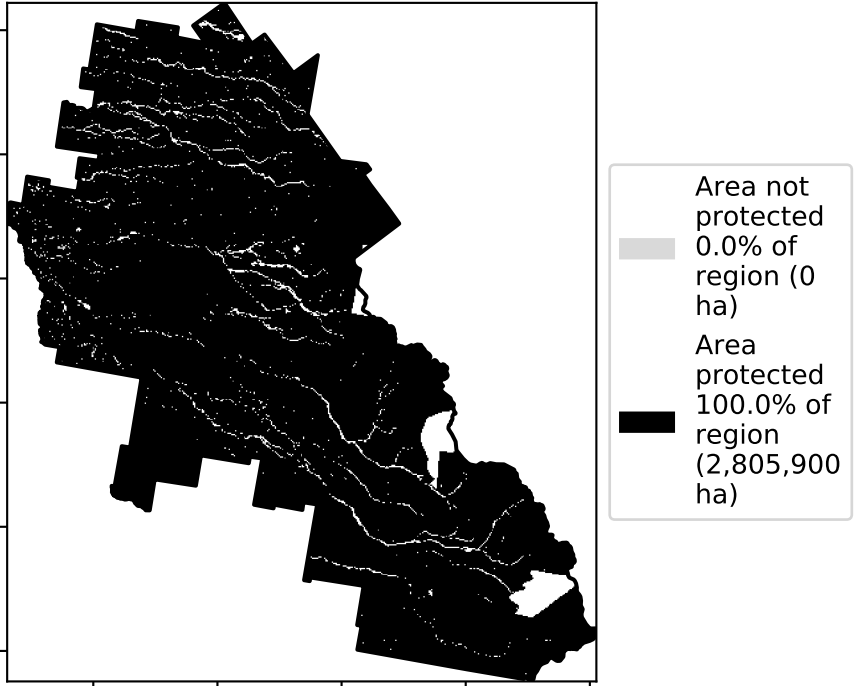 Area not
protected
0.0% of
region (0
ha)
Area
protected
100.0% of
region
(2,805,900
ha)